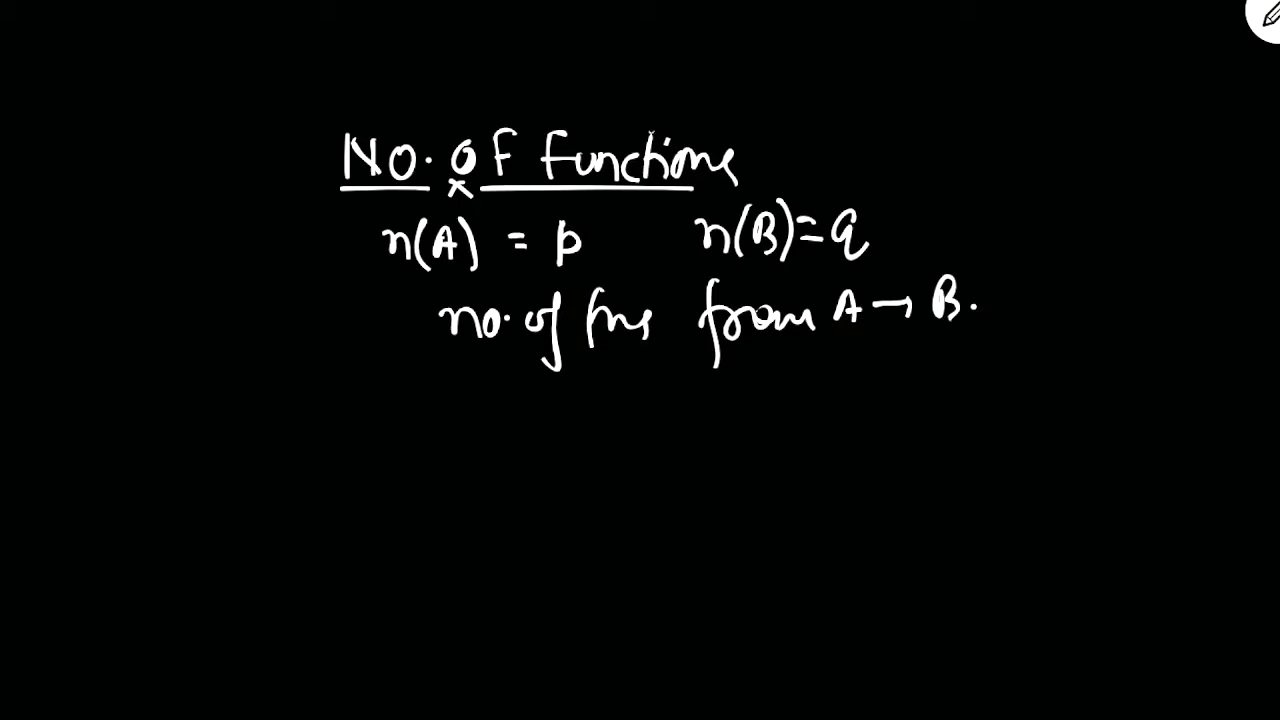 No. oF Functions
n(A) = p n(B) = q
no. of fns from A → B.